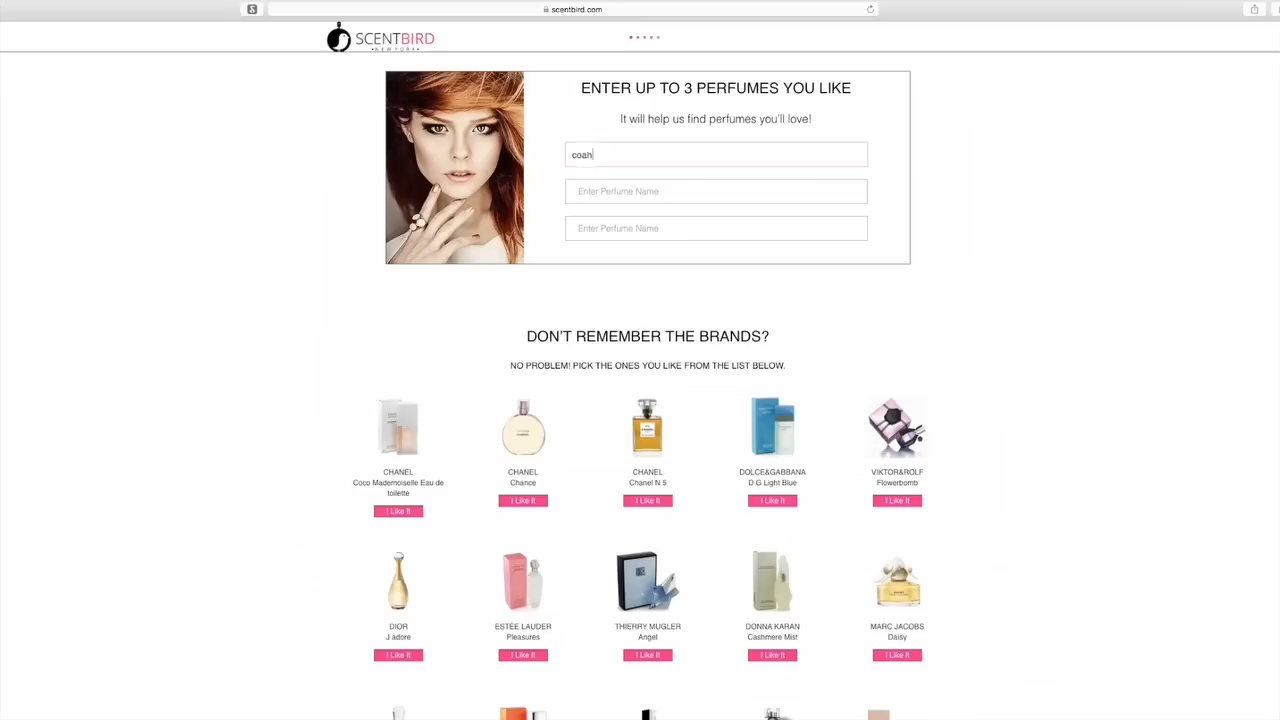 scentbird.com
SCENTBIRD
NEW YORK
ENTER UP TO 3 PERFUMES YOU LIKE
It will help us find perfumes you'll love!
coah
Enter Perfume Name
Enter Perfume Name
DON'T REMEMBER THE BRANDS?
NO PROBLEM! PICK THE ONES YOU LIKE FROM THE LIST BELOW.
CHANEL
Coco Mademoiselle Eau de
toilette
I Like It
CHANEL
Chance
I Like It
CHANEL
Chanel N 5
I Like It
DOLCE&GABBANA
D G Light Blue
I Like It
VIKTOR&ROLF
Flowerbomb
I Like It
DIOR
J adore
I Like It
ESTÉE LAUDER
Pleasures
I Like It
THIERRY MUGLER
Angel
I Like It
DONNA KARAN
Cashmere Mist
I Like It
MARC JACOBS
Daisy
I Like It